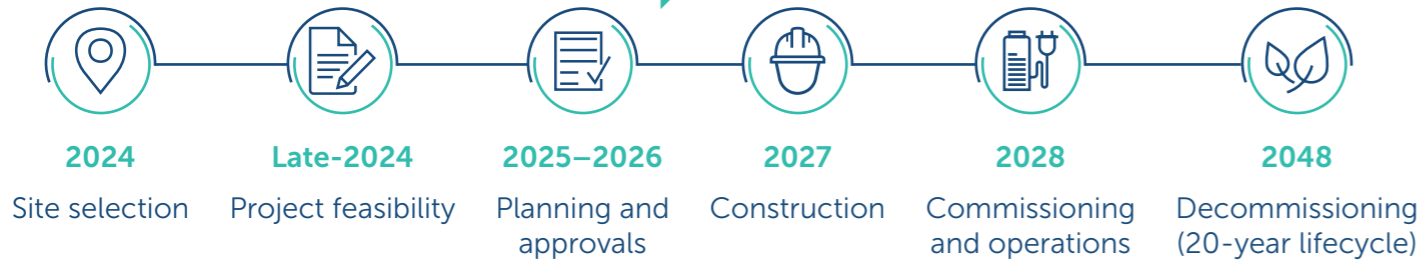 2024
Site selection
Late-2024
Project feasibility
2025–2026
Planning and
approvals
2027
Construction
2028
Commissioning
and operations
2048
Decommissioning
(20-year lifecycle)